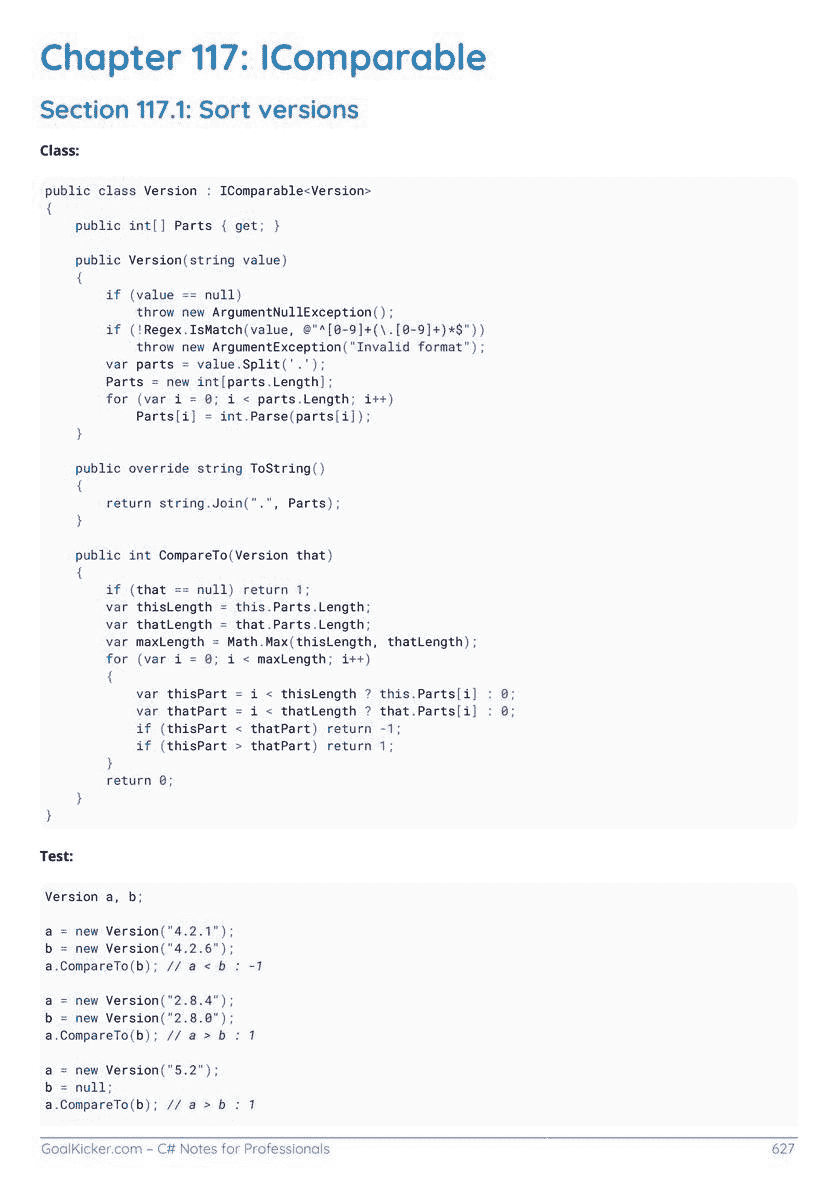 Chapter 117: IComparable
Section 117.1: Sort versions
Class:
public class Version : IComparable<Version>
{
    public int[] Parts { get; }

    public Version(string value)
    {
        if (value == null)
            throw new ArgumentNullException();
        if (!Regex.IsMatch(value, @"^[0-9]+(\.[0-9]+)*$"))
            throw new ArgumentException("Invalid format");
        var parts = value.Split('.');
        Parts = new int[parts.Length];
        for (var i = 0; i < parts.Length; i++)
            Parts[i] = int.Parse(parts[i]);
    }

    public override string ToString()
    {
        return string.Join(".", Parts);
    }

    public int CompareTo(Version that)
    {
        if (that == null) return 1;
        var thisLength = this.Parts.Length;
        var thatLength = that.Parts.Length;
        var maxLength = Math.Max(thisLength, thatLength);
        for (var i = 0; i < maxLength; i++)
        {
            var thisPart = i < thisLength ? this.Parts[i] : 0;
            var thatPart = i < thatLength ? that.Parts[i] : 0;
            if (thisPart < thatPart) return -1;
            if (thisPart > thatPart) return 1;
        }
        return 0;
    }
}
Test:
Version a, b;

a = new Version("4.2.1");
b = new Version("4.2.6");
a.CompareTo(b); // a < b : -1

a = new Version("2.8.4");
b = new Version("2.8.0");
a.CompareTo(b); // a > b : 1

a = new Version("5.2");
b = null;
a.CompareTo(b); // a > b : 1
GoalKicker.com – C# Notes for Professionals
627